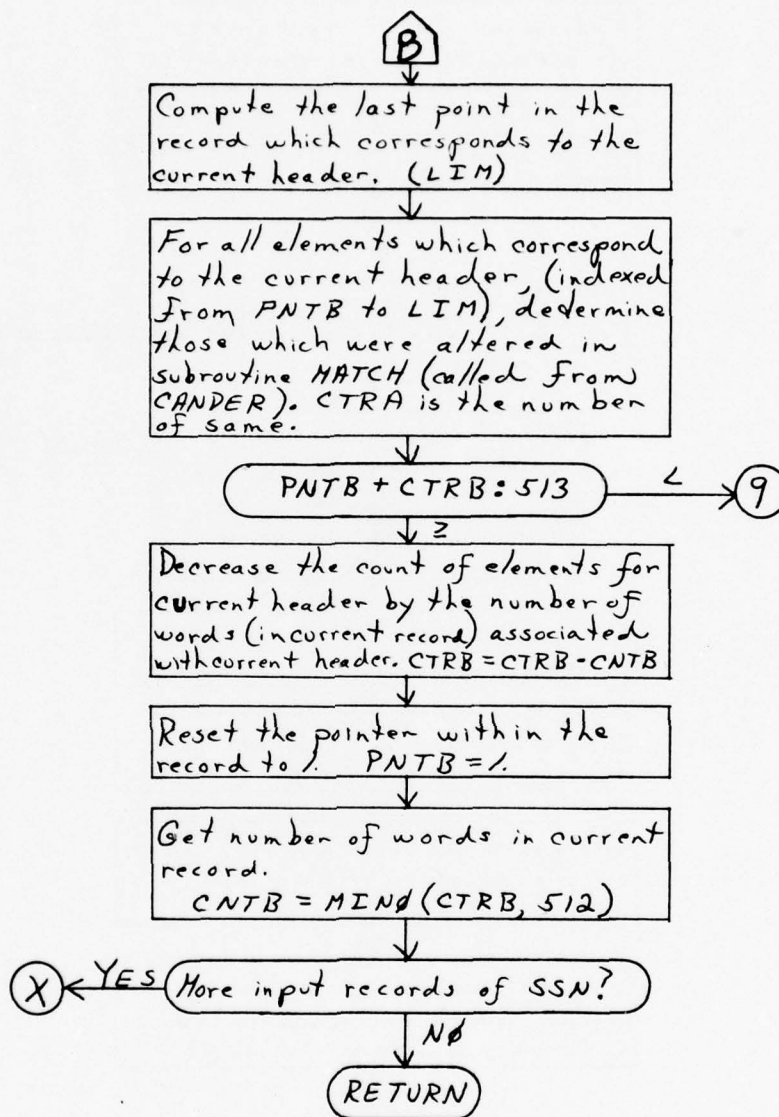 B
Compute the last point in the
record which corresponds to the
current header. (LIM)
For all elements which correspond
to the current header, (indexed
from PNTB to LIM), determine
those which were altered in
subroutine MATCH (called from
CANDER). CTRA is the number
of same.
PNTB + CTRB : 513
<
9
≥
Decrease the count of elements for
current header by the number of
words (in current record) associated
with current header. CTRB = CTRB - CNTB
Reset the pointer within the
record to 1. PNTB = 1.
Get number of words in current
record.
CNTB = MINØ (CTRB, 512)
X
YES
More input records of SSN?
NØ
RETURN